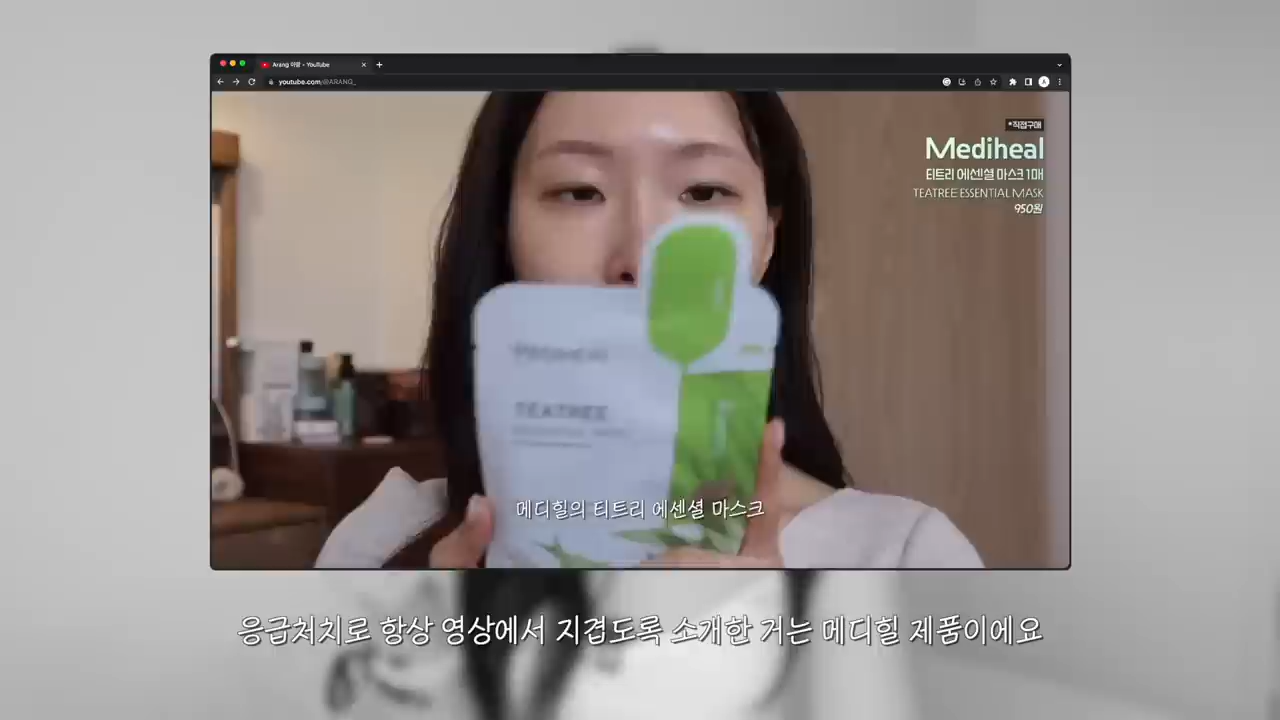 Arang 아랑 - YouTube
youtube.com/@ARANG_
*직접구매
Mediheal
티트리 에센셜 마스크 1매
TEATREE ESSENTIAL MASK
950원
TEATREE
메디힐의 티트리 에센셜 마스크
응급처치로 항상 영상에서 지겹도록 소개한 거는 메디힐 제품이에요